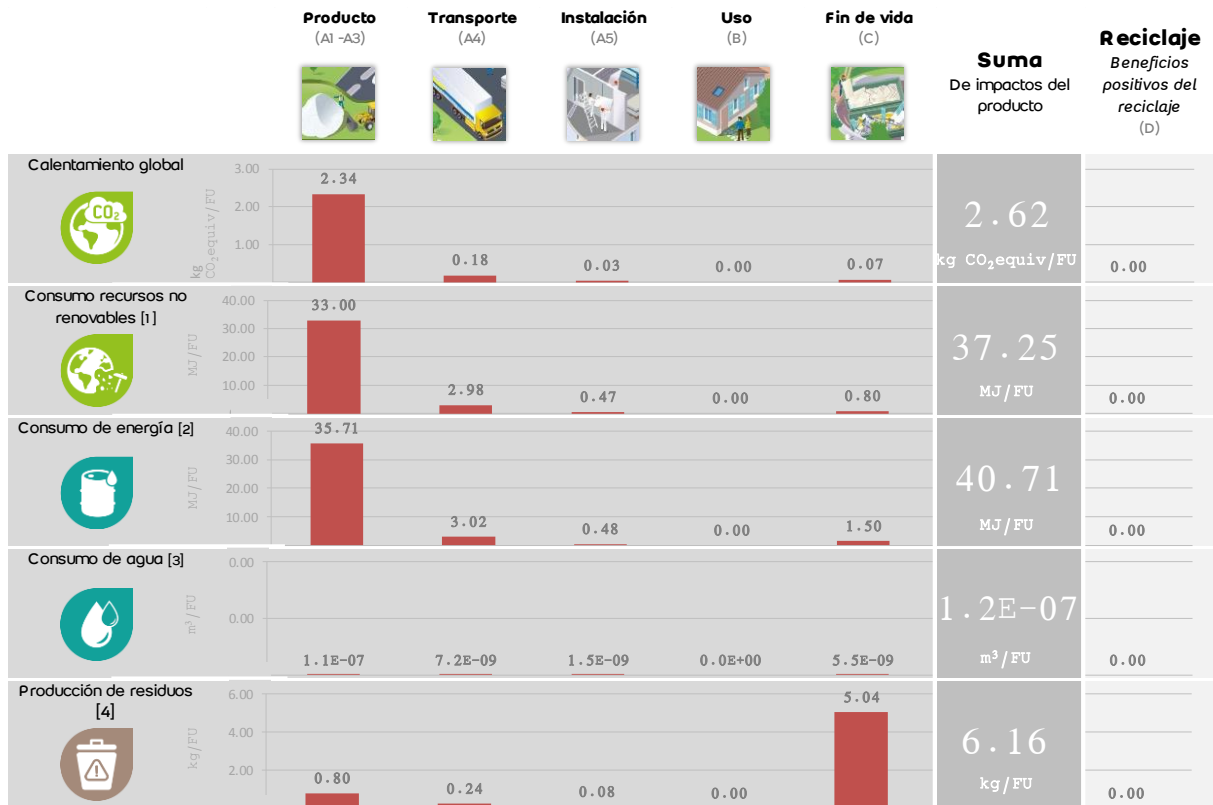 Producto
(A1 -A3)
Transporte
(A4)
Instalación
(A5)
Uso
(B)
Fin de vida
(C)
Suma
De impactos del
producto
Reciclaje
Beneficios
positivos del
reciclaje
(D)
Calentamiento global
CO2
kg
CO2equiv/FU
3.00
2.00
1.00
2.34
0.18
0.03
0.00
0.07
2.62
kg CO2equiv/FU
0.00
Consumo recursos no
renovables [1]
MJ/FU
40.00
30.00
20.00
10.00
-
33.00
2.98
0.47
0.00
0.80
37.25
MJ/FU
0.00
Consumo de energía [2]
MJ/FU
40.00
30.00
20.00
10.00
35.71
3.02
0.48
0.00
1.50
40.71
MJ/FU
0.00
Consumo de agua [3]
m³/FU
0.00
0.00
1.1E-07
7.2E-09
1.5E-09
0.0E+00
5.5E-09
1.2E-07
m³/FU
0.00
Producción de residuos
[4]
kg/FU
6.00
4.00
2.00
0.80
0.24
0.08
0.00
5.04
6.16
kg/FU
0.00